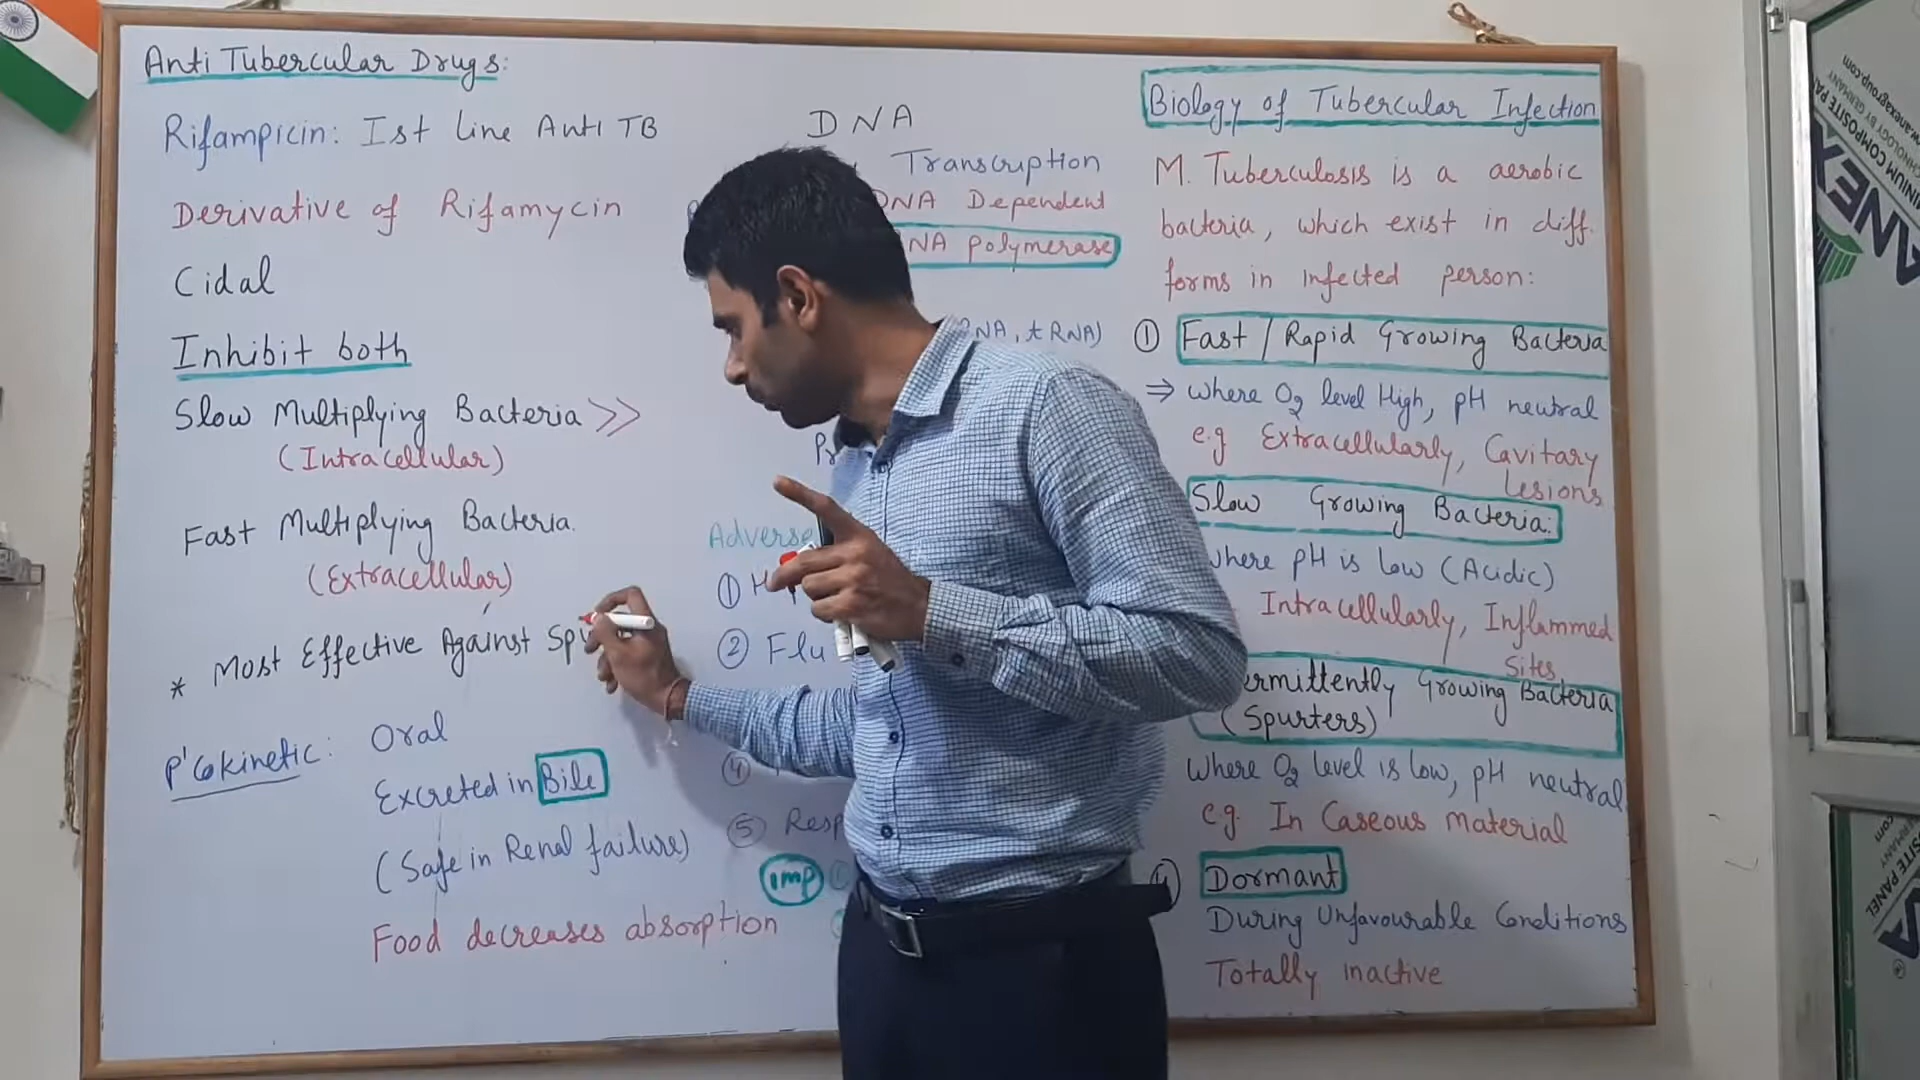 Anti Tubercular Drugs:
Rifampicin: Ist Line Anti TB
Derivative of Rifamycin
Cidal
Inhibit both
Slow Multiplying Bacteria >>
(Intracellular)
Fast Multiplying Bacteria.
(Extracellular)
* Most Effective Against
P'Cokinetic: Oral
Excreted in Bile
(Safe in Renal failure)
Food decreases absorption
DNA
Transcription
DNA Dependent
polymerase
, tRNA)
Adverse
①
②
④
⑤
imp
Biology of Tubercular Infection
M. Tuberculosis is a aerobic
bacteria, which exist in diff.
forms in infected person:
① Fast / Rapid Growing Bacteria
⇒ where O2 level High, pH neutral
e.g Extracellularly, Cavitary
Lesions
Slow Growing Bacteria:
where pH is low (Acidic)
Intracellularly, Inflammed
Sites
Growing Bacteria
(Spurters)
Where O2 level is low, pH neutral
e.g. In Caseous material
Dormant
During Unfavourable Conditions
Totally inactive